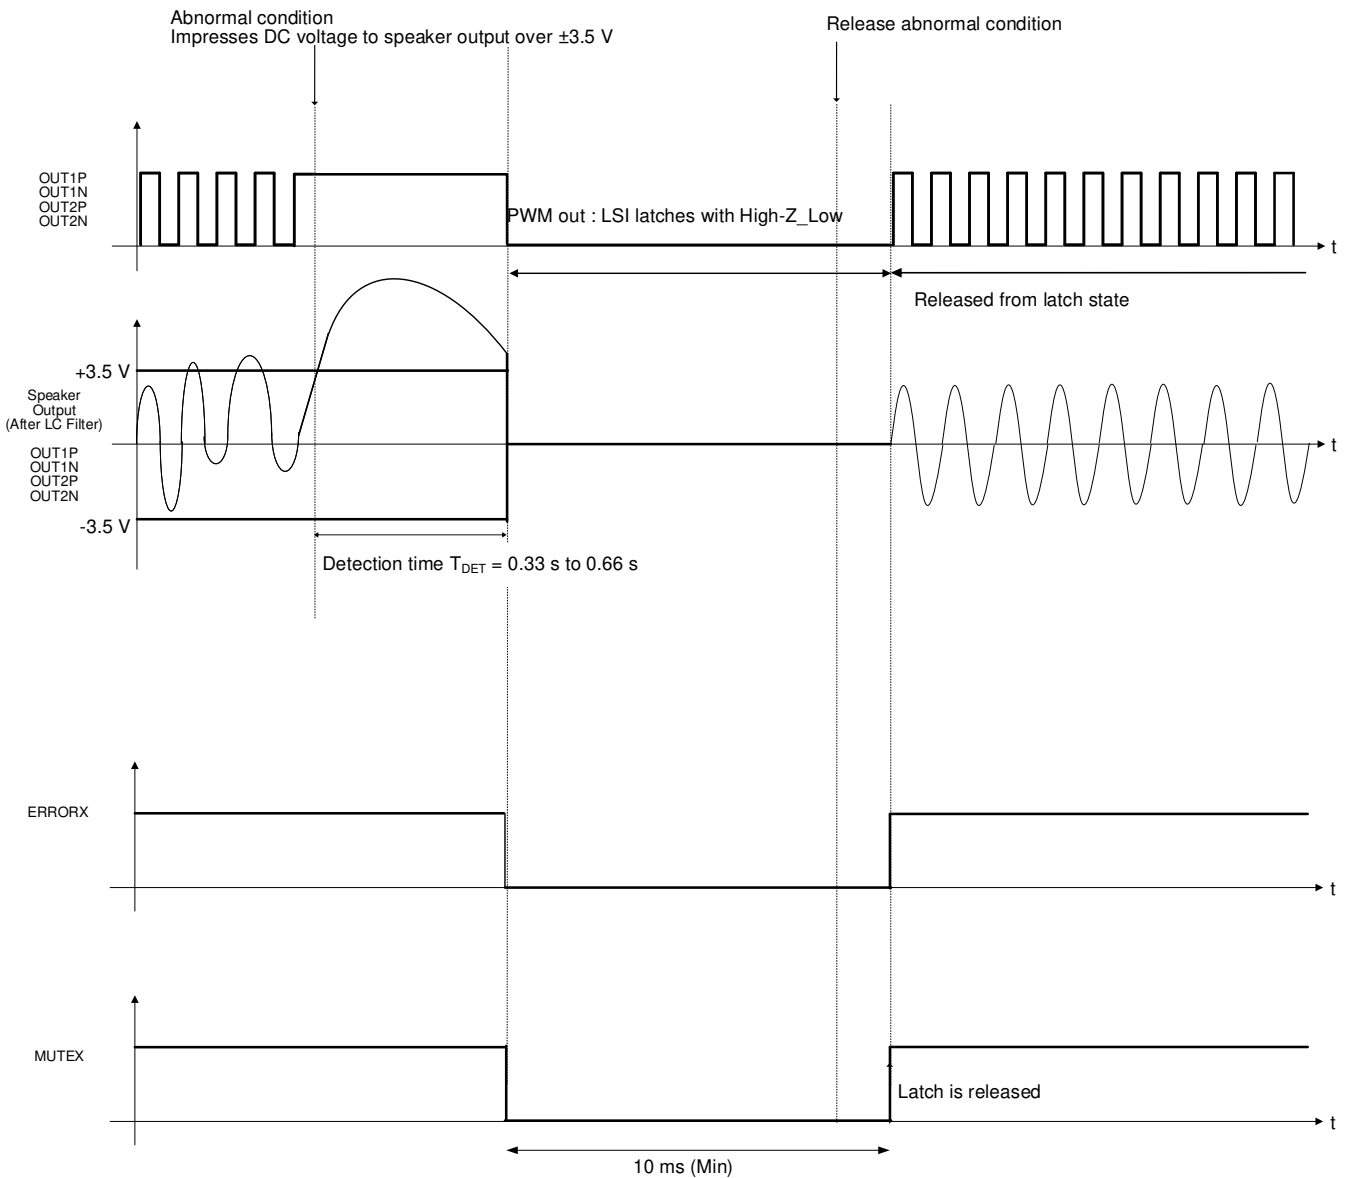 Abnormal condition
Impresses DC voltage to speaker output over ±3.5 V
Release abnormal condition
OUT1P
OUT1N
OUT2P
OUT2N
PWM out : LSI latches with High-Z_Low
t
Released from latch state
+3.5 V
Speaker
Output
(After LC Filter)
OUT1P
OUT1N
OUT2P
OUT2N
t
-3.5 V
Detection time TDET = 0.33 s to 0.66 s
ERRORX
t
MUTEX
Latch is released
t
10 ms (Min)